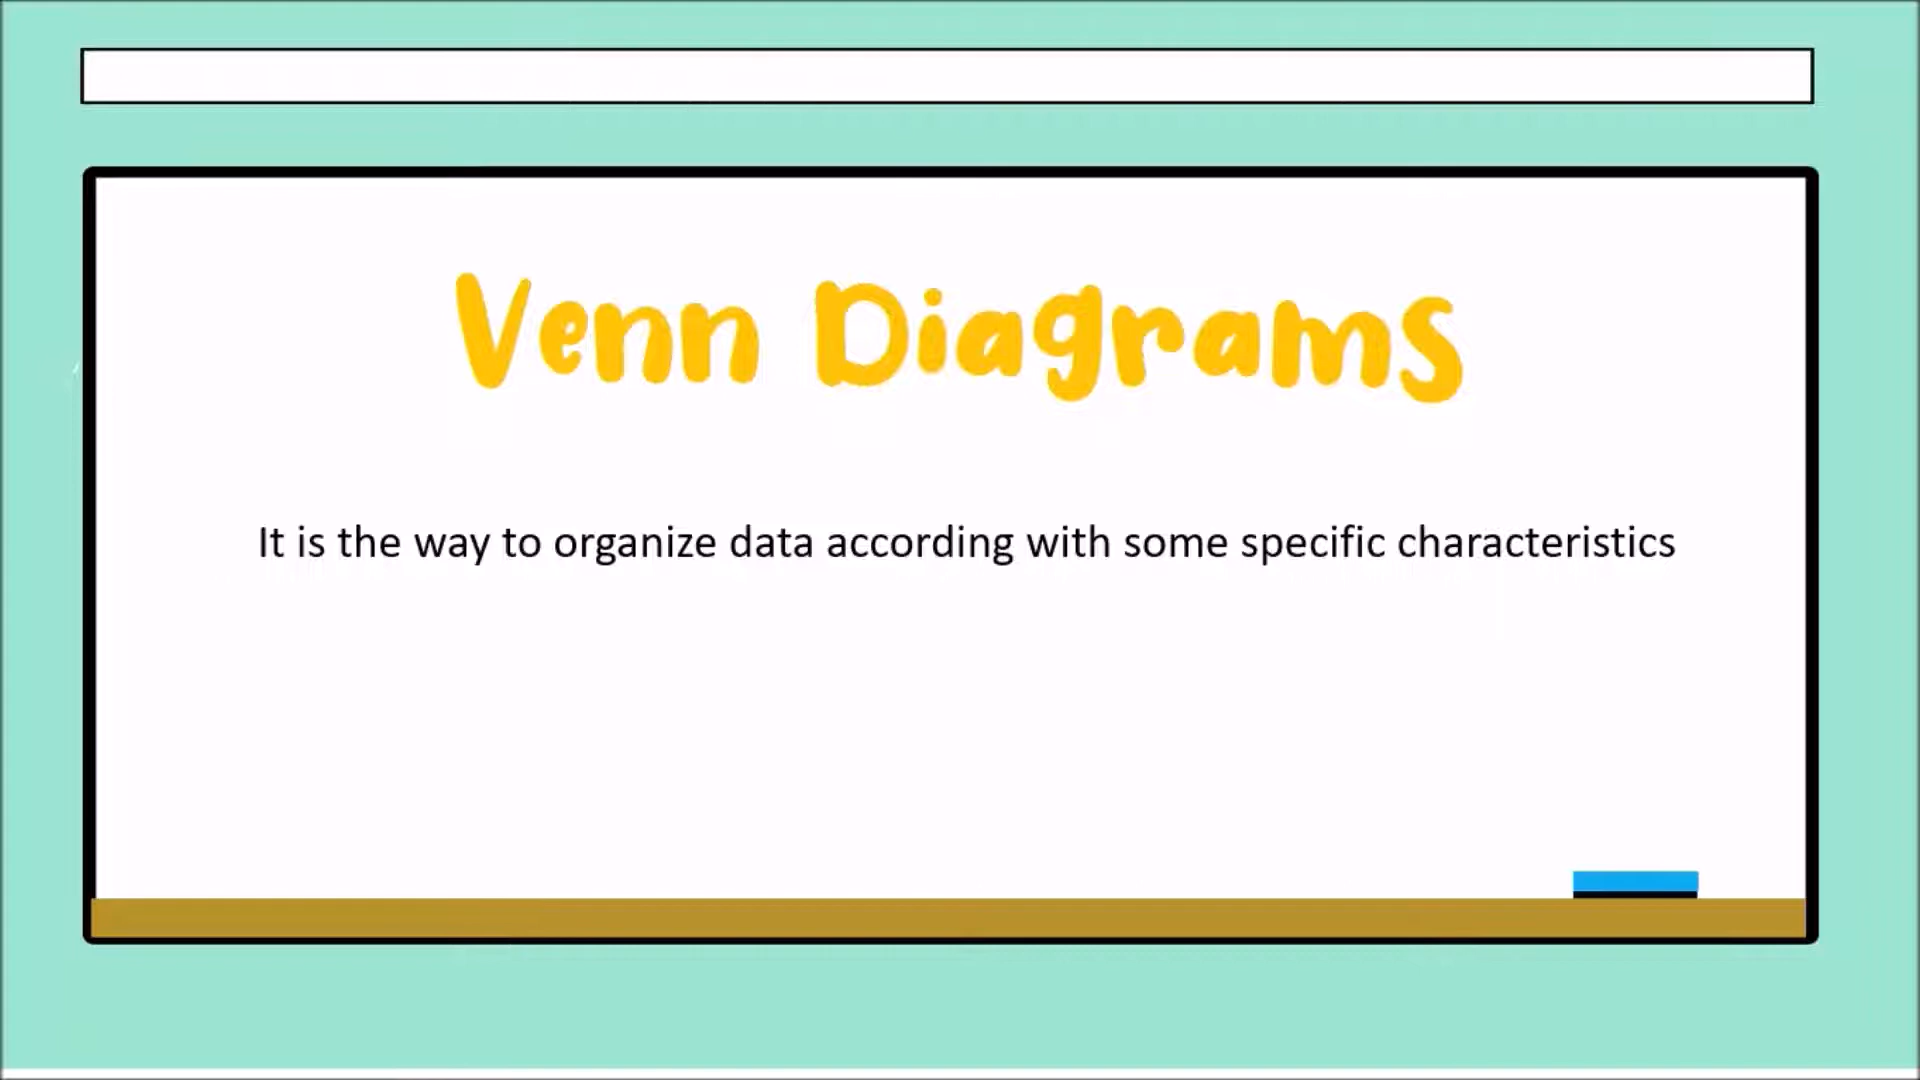 Venn Diagrams
It is the way to organize data according with some specific characteristics